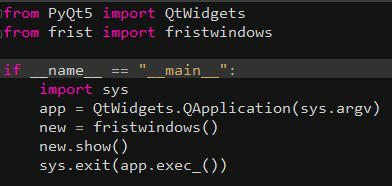 from PyQt5 import QtWidgets
from frist import fristwindows
if __name__ == "__main__":
    import sys
    app = QtWidgets.QApplication(sys.argv)
    new = fristwindows()
    new.show()
    sys.exit(app.exec_())